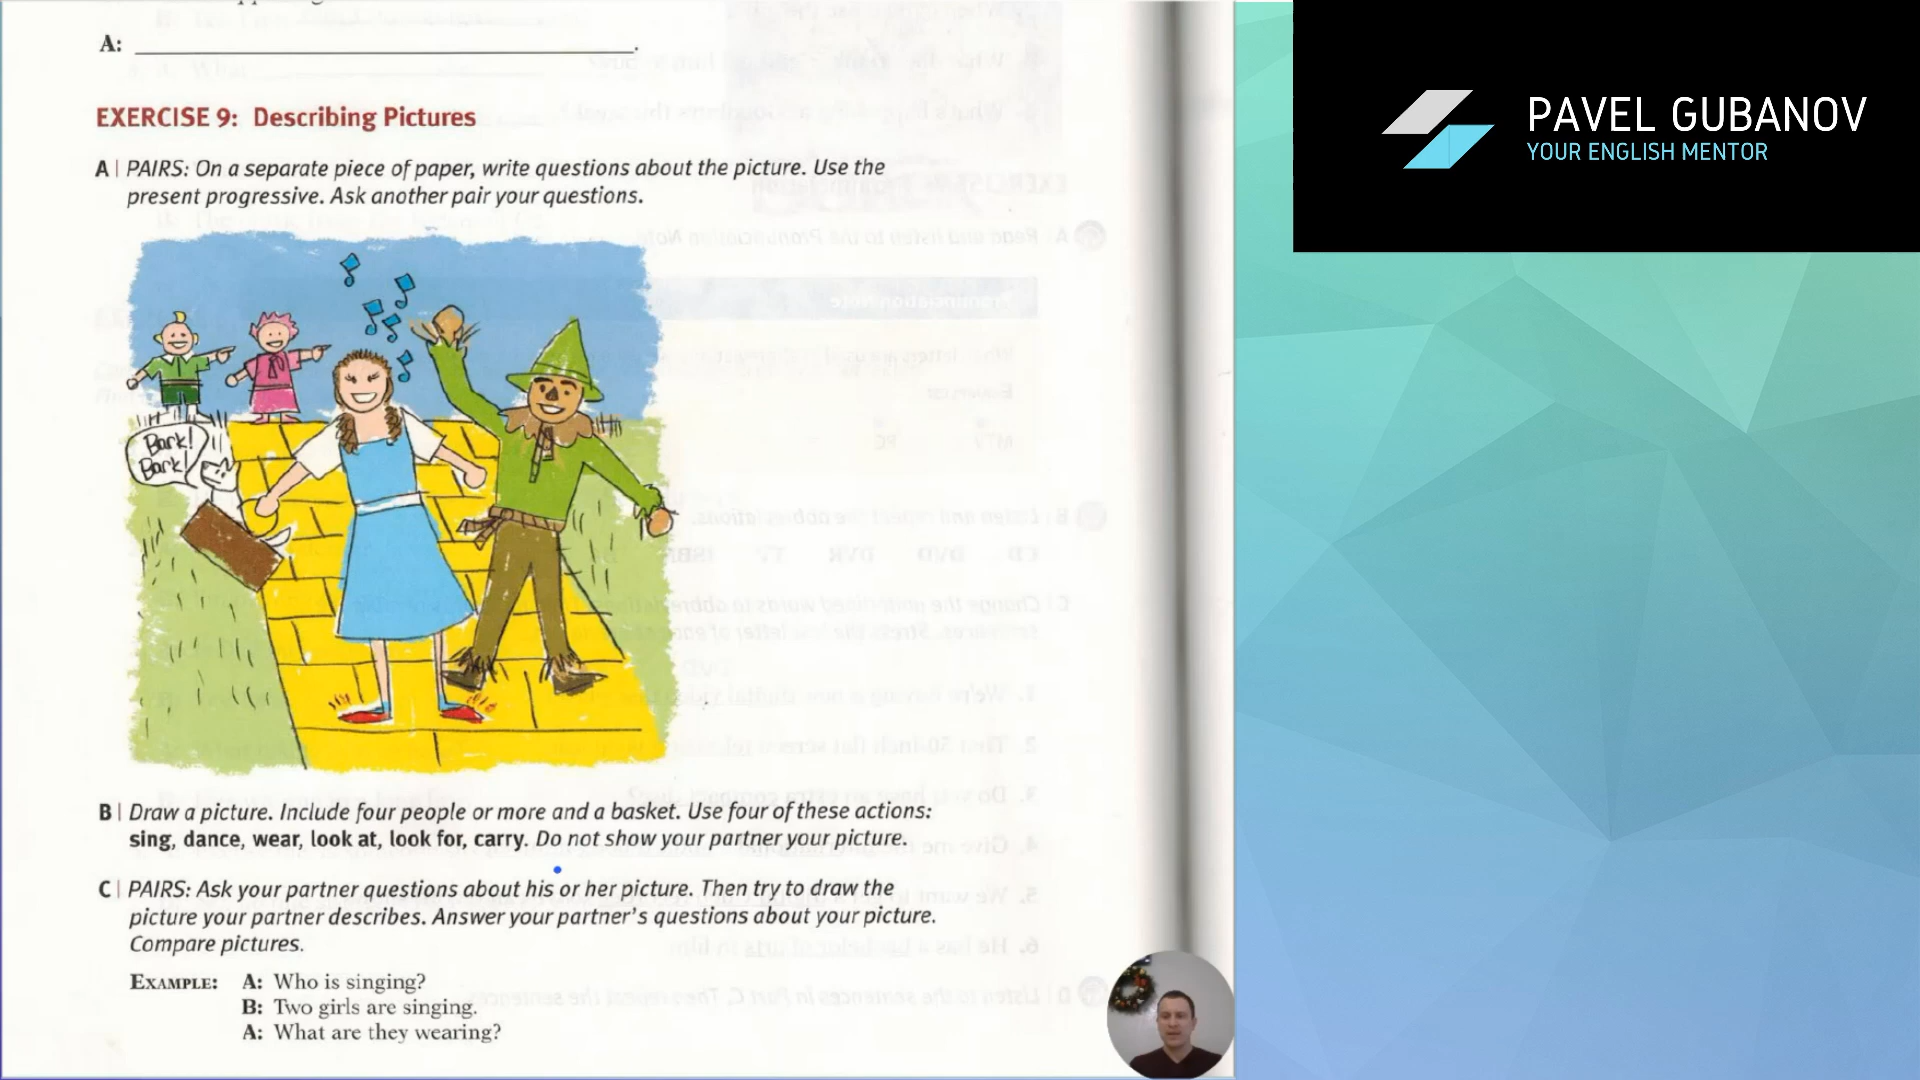 A:
EXERCISE 9: Describing Pictures
A | PAIRS: On a separate piece of paper, write questions about the picture. Use the
present progressive. Ask another pair your questions.
Bark!
Bark!
B | Draw a picture. Include four people or more and a basket. Use four of these actions:
sing, dance, wear, look at, look for, carry. Do not show your partner your picture.
C | PAIRS: Ask your partner questions about his or her picture. Then try to draw the
picture your partner describes. Answer your partner's questions about your picture.
Compare pictures.
EXAMPLE: A: Who is singing?
B: Two girls are singing.
A: What are they wearing?
PAVEL GUBANOV
YOUR ENGLISH MENTOR